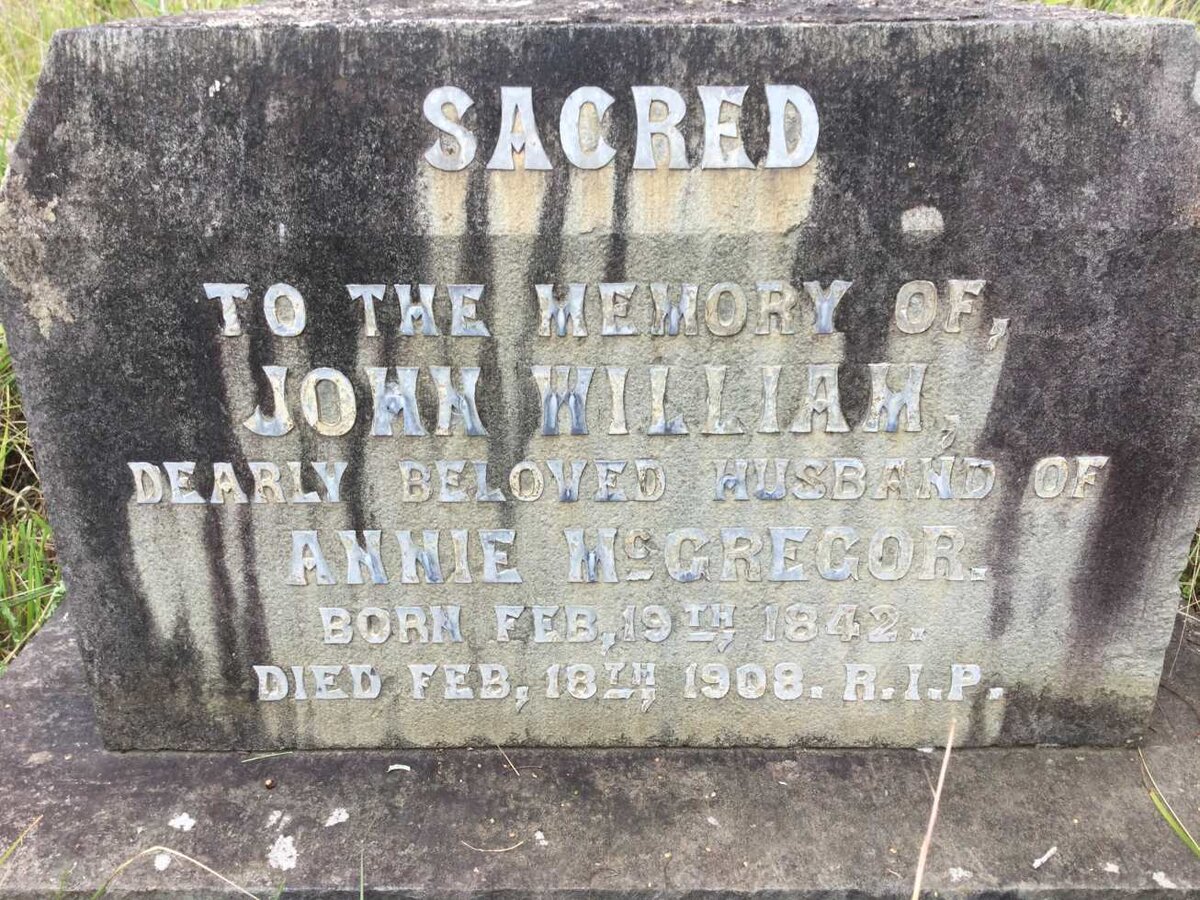 SACRED
TO THE MEMORY OF,
JOHN WILLIAM,
DEARLY BELOVED HUSBAND OF
ANNIE McGREGOR.
BORN FEB, 19TH, 1842.
DIED FEB, 18TH, 1908. R.I.P.